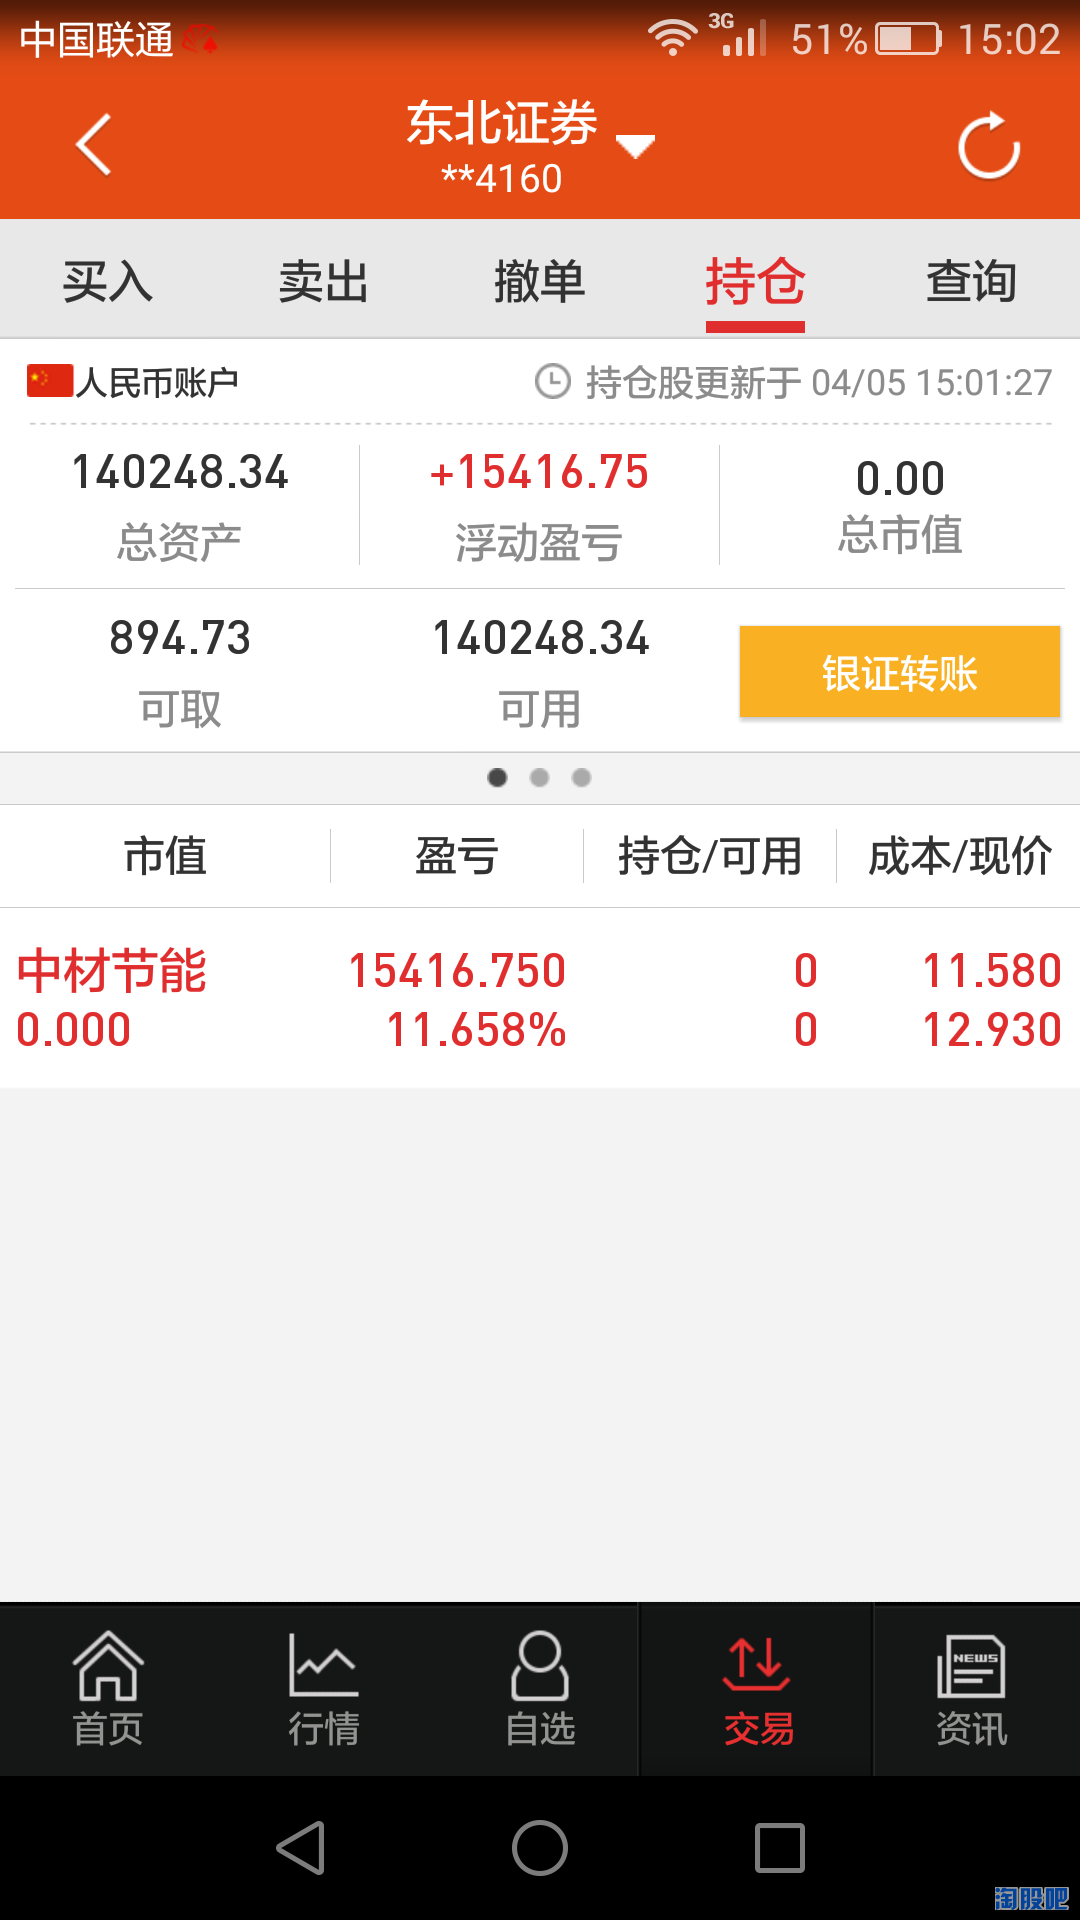 中国联通 3G 51% 15:02
东北证券
**4160
买入 卖出 撤单 持仓 查询
人民币账户 持仓股更新于 04/05 15:01:27
140248.34 +15416.75 0.00
总资产 浮动盈亏 总市值
894.73 140248.34
银证转账
可取 可用
市值 盈亏 持仓/可用 成本/现价
中材节能 15416.750 0 11.580
0.000 11.658% 0 12.930
NEWS
首页 行情 自选 交易 资讯
淘股吧